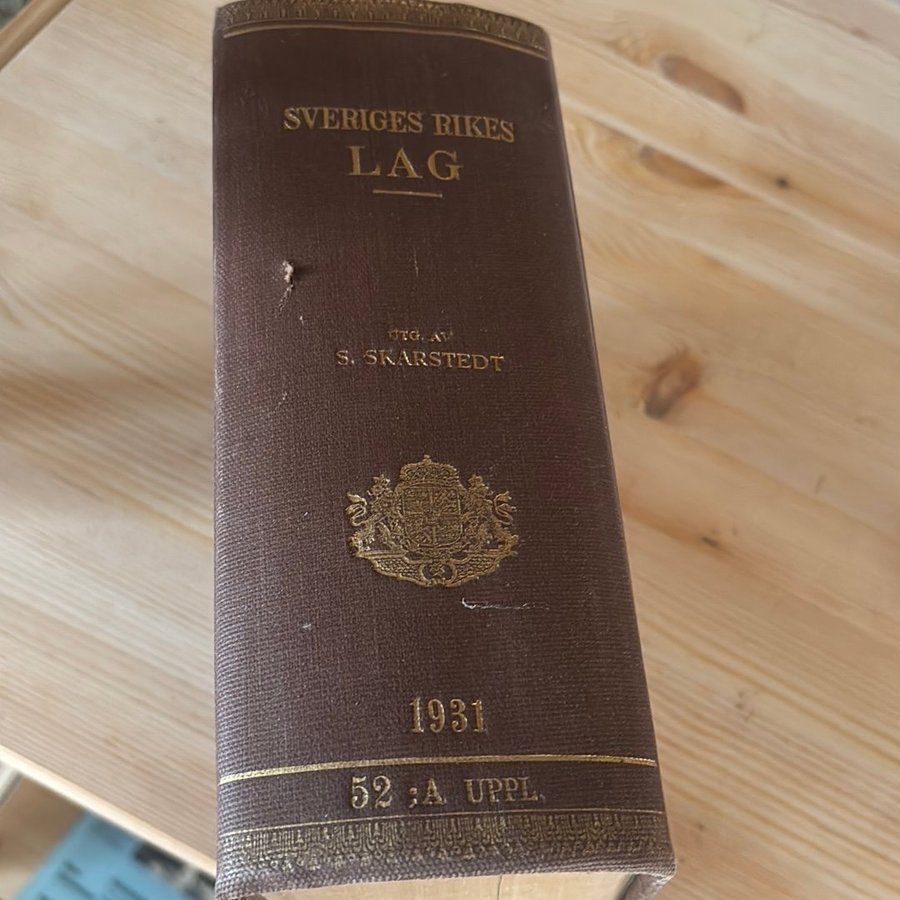 SVERIGES RIKES
LAG
UTG. AV
S. SKARSTEDT
1931
52 ;A UPPL.